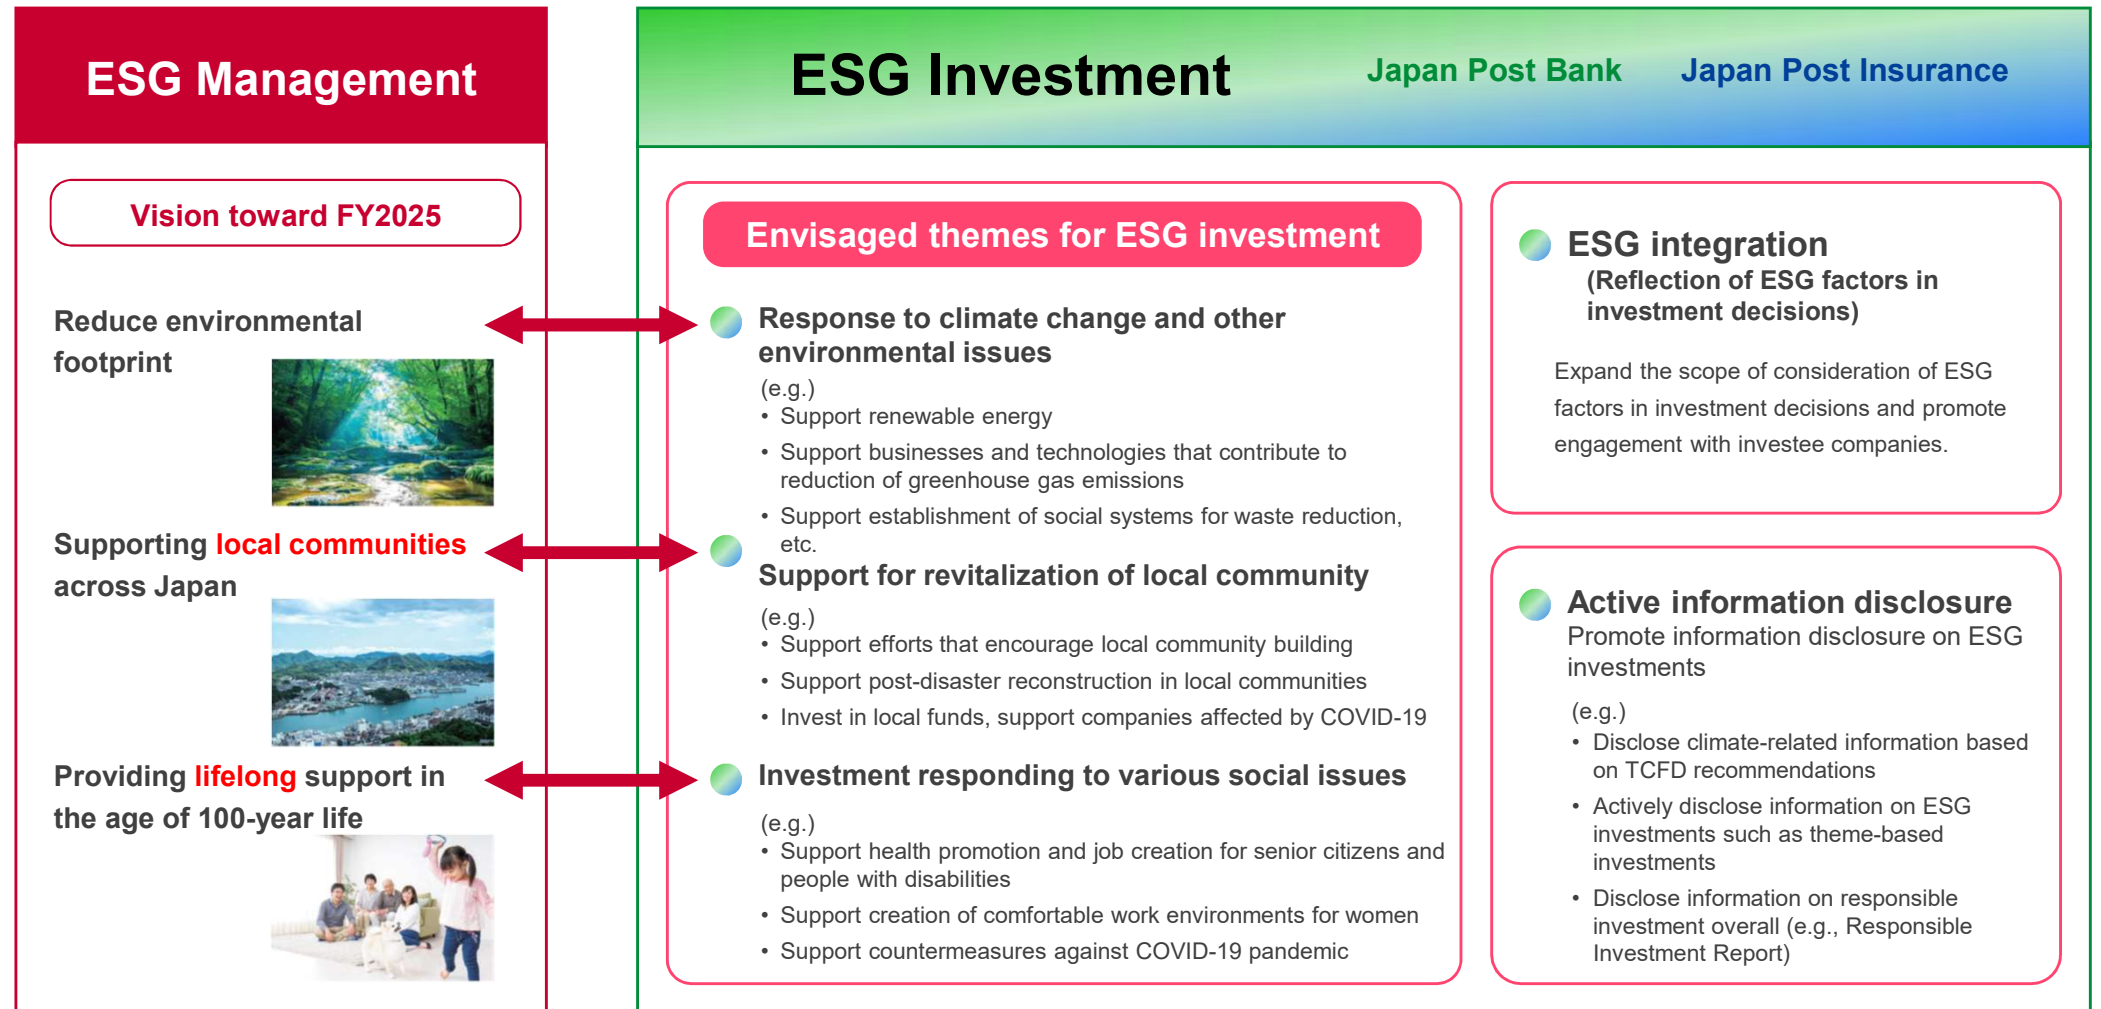 ESG Management
Vision toward FY2025
Reduce environmental
footprint
Supporting local communities
across Japan
Providing lifelong support in
the age of 100-year life
ESG Investment
Japan Post Bank
Japan Post Insurance
Envisaged themes for ESG investment
Response to climate change and other
environmental issues
(e.g.)
• Support renewable energy
• Support businesses and technologies that contribute to
reduction of greenhouse gas emissions
• Support establishment of social systems for waste reduction,
etc.
Support for revitalization of local community
(e.g.)
• Support efforts that encourage local community building
• Support post-disaster reconstruction in local communities
• Invest in local funds, support companies affected by COVID-19
Investment responding to various social issues
(e.g.)
• Support health promotion and job creation for senior citizens and
people with disabilities
• Support creation of comfortable work environments for women
• Support countermeasures against COVID-19 pandemic
ESG integration
(Reflection of ESG factors in
investment decisions)
Expand the scope of consideration of ESG
factors in investment decisions and promote
engagement with investee companies.
Active information disclosure
Promote information disclosure on ESG
investments
(e.g.)
• Disclose climate-related information based
on TCFD recommendations
• Actively disclose information on ESG
investments such as theme-based
investments
• Disclose information on responsible
investment overall (e.g., Responsible
Investment Report)